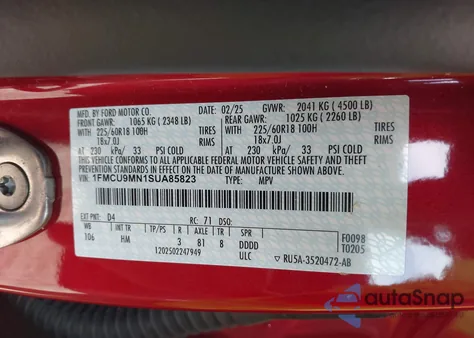 MFD. BY FORD MOTOR CO. 02/25 GVWR: 2041 KG ( 4500 LB)
FRONT GAWR: 1065 KG ( 2348 LB) REAR GAWR: 1025 KG ( 2260 LB)
WITH 225/60R18 100H TIRES WITH 225/60R18 100H TIRES
18x7.0J RIMS 18x7.0J RIMS
AT 230 kPa/ 33 PSI COLD AT 230 kPa/ 33 PSI COLD
THIS VEHICLE CONFORMS TO ALL APPLICABLE FEDERAL MOTOR VEHICLE SAFETY, BUMPER, AND THEFT
PREVENTION STANDARDS IN EFFECT ON THE DATE OF MANUFACTURE SHOWN ABOVE.
VIN: 1FMCU9MN1SUA85823 TYPE: MPV
EXT PNT: D4 RC: 71 DSO:
WB INT TR TP/PS R AXLE TR SPR F0098
106 HM 3 81 8 DDDD T0205
1202502247949 ULC RU5A-3520472-AB
autoSnap